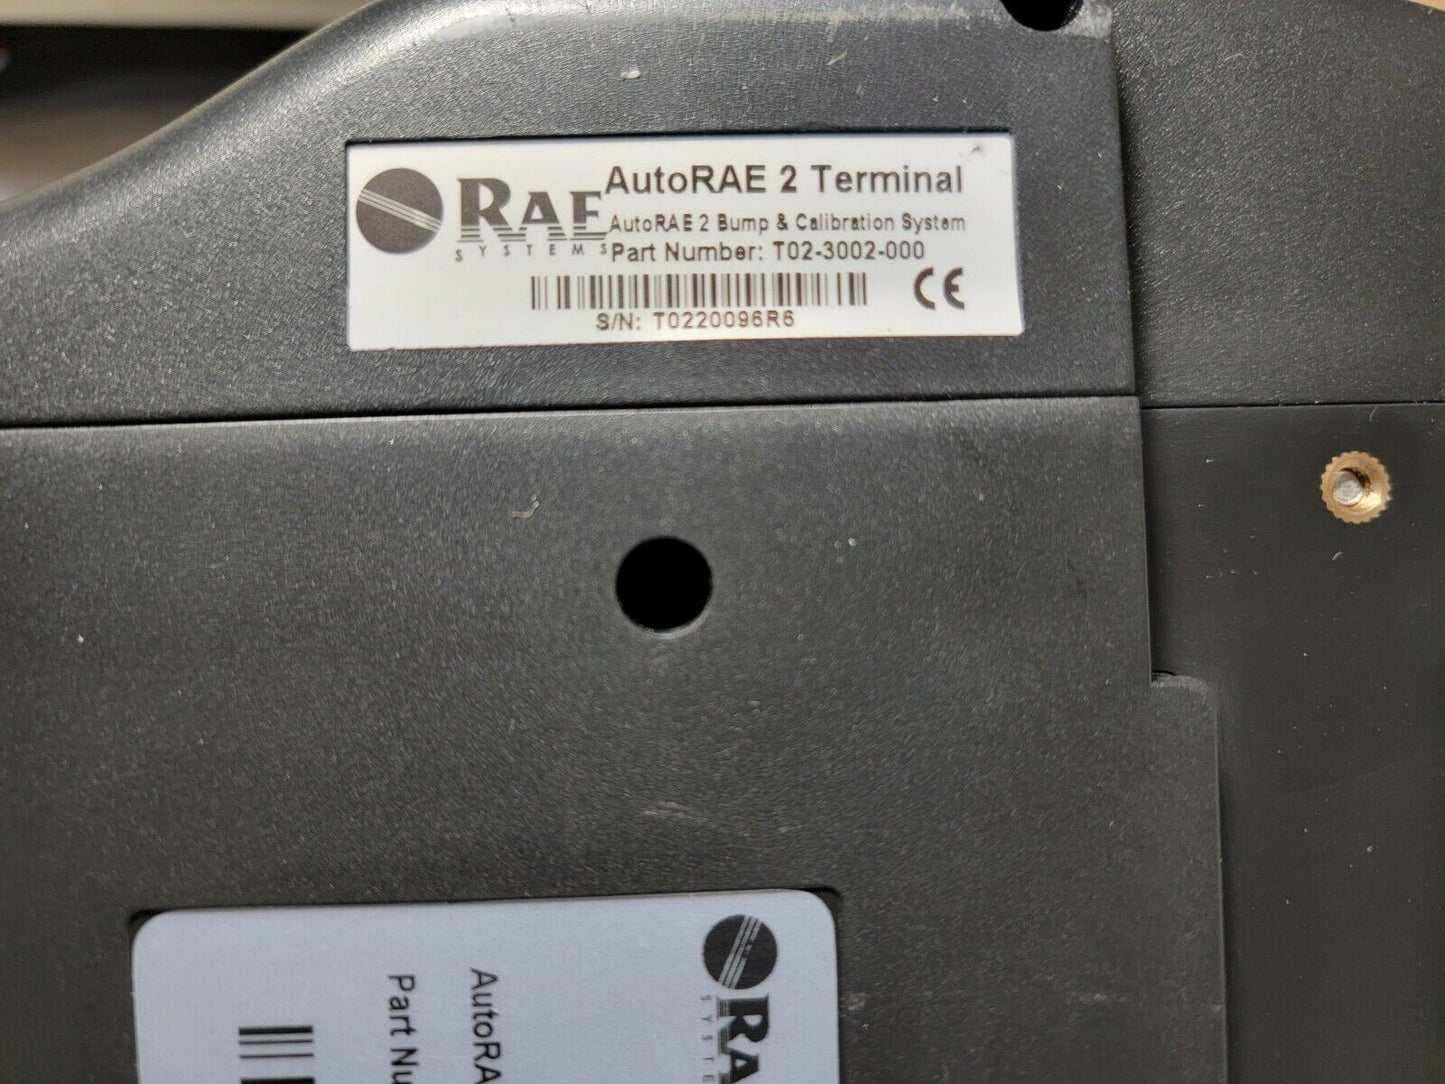 RAE
SYSTEMS
AutoRAE 2 Terminal
AutoRAE 2 Bump & Calibration System
Part Number: T02-3002-000
CE
S/N: T0220096R6
RA
SYSTE
AutoRA
Part Nu